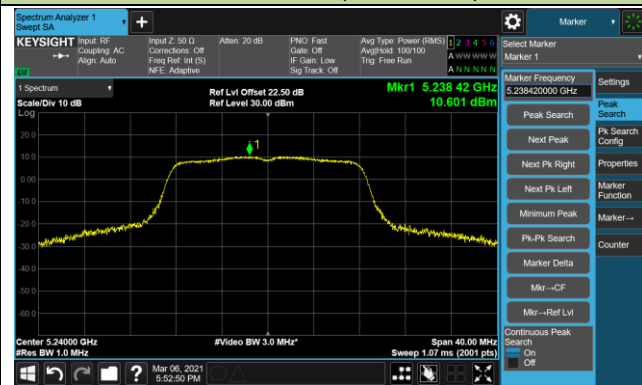 Spectrum Analyzer 1
Swept SA
+
Marker
KEYSIGHT
Input: RF
Coupling: AC
Align: Auto
Input Z: 50 Ω
Corrections: Off
Freq Ref: Int (S)
NFE: Adaptive
Atten: 20 dB
PNO: Fast
Gate: Off
IF Gain: Low
Sig Track: Off
Avg Type: Power (RMS)
Avg|Hold: 100/100
Trig: Free Run
1 2 3 4 5 6
A W W W W W
A N N N N N
Select Marker
Marker 1
1 Spectrum
Scale/Div 10 dB
Log
Ref Lvl Offset 22.50 dB
Ref Level 30.00 dBm
Mkr1 5.238 42 GHz
10.601 dBm
Marker Frequency
5.238420000 GHz
Settings
Peak Search
Peak
Search
Next Peak
Pk Search
Config
Next Pk Right
Properties
Next Pk Left
Marker
Function
Minimum Peak
Marker→
Pk-Pk Search
Counter
Marker Delta
Mkr→CF
Mkr→Ref Lvl
Continuous Peak
Search
On
Off
20.0
10.0
0.00
-10.0
-20.0
-30.0
-40.0
-50.0
-60.0
1
Center 5.24000 GHz
#Res BW 1.0 MHz
#Video BW 3.0 MHz*
Span 40.00 MHz
Sweep 1.07 ms (2001 pts)
?
Mar 06, 2021
5:52:50 PM